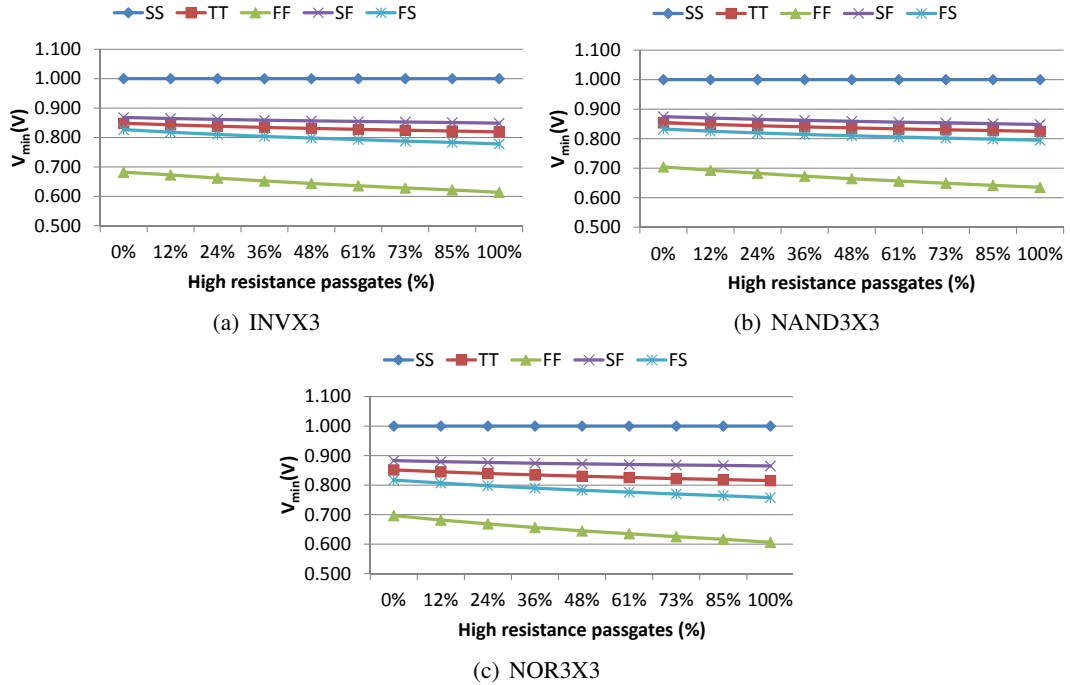 SS TT FF SF FS
1.100
1.000
0.900
0.800
0.700
0.600
0.500
Vmin(V)
0% 12% 24% 36% 48% 61% 73% 85% 100%
High resistance passgates (%)
(a) INVX3
SS TT FF SF FS
1.100
1.000
0.900
0.800
0.700
0.600
0.500
Vmin(V)
0% 12% 24% 36% 48% 61% 73% 85% 100%
High resistance passgates (%)
(b) NAND3X3
SS TT FF SF FS
1.100
1.000
0.900
0.800
0.700
0.600
0.500
Vmin(V)
0% 12% 24% 36% 48% 61% 73% 85% 100%
High resistance passgates (%)
(c) NOR3X3